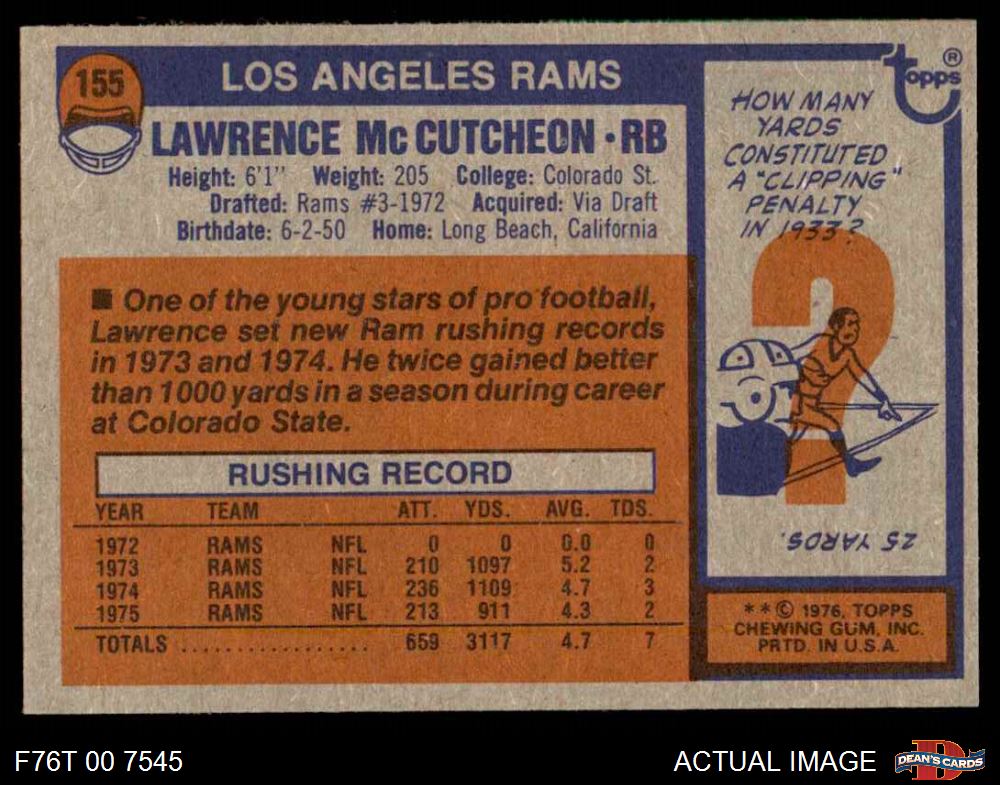 155
LOS ANGELES RAMS
LAWRENCE Mc CUTCHEON · RB
Height: 6'1" Weight: 205 College: Colorado St.
Drafted: Rams #3-1972 Acquired: Via Draft
Birthdate: 6-2-50 Home: Long Beach, California
■ One of the young stars of pro football,
Lawrence set new Ram rushing records
in 1973 and 1974. He twice gained better
than 1000 yards in a season during career
at Colorado State.
RUSHING RECORD
YEAR TEAM ATT. YDS. AVG. TDS.
1972 RAMS NFL 0 0 0.0 0
1973 RAMS NFL 210 1097 5.2 2
1974 RAMS NFL 236 1109 4.7 3
1975 RAMS NFL 213 911 4.3 2
TOTALS .................. 659 3117 4.7 7
topps ®
HOW MANY
YARDS
CONSTITUTED
A "CLIPPING"
PENALTY
IN 1933?
?
25 YARDS.
* * © 1976, TOPPS
CHEWING GUM, INC.
PRTD. IN U.S.A.
F76T 00 7545
ACTUAL IMAGE
DEAN'S CARDS